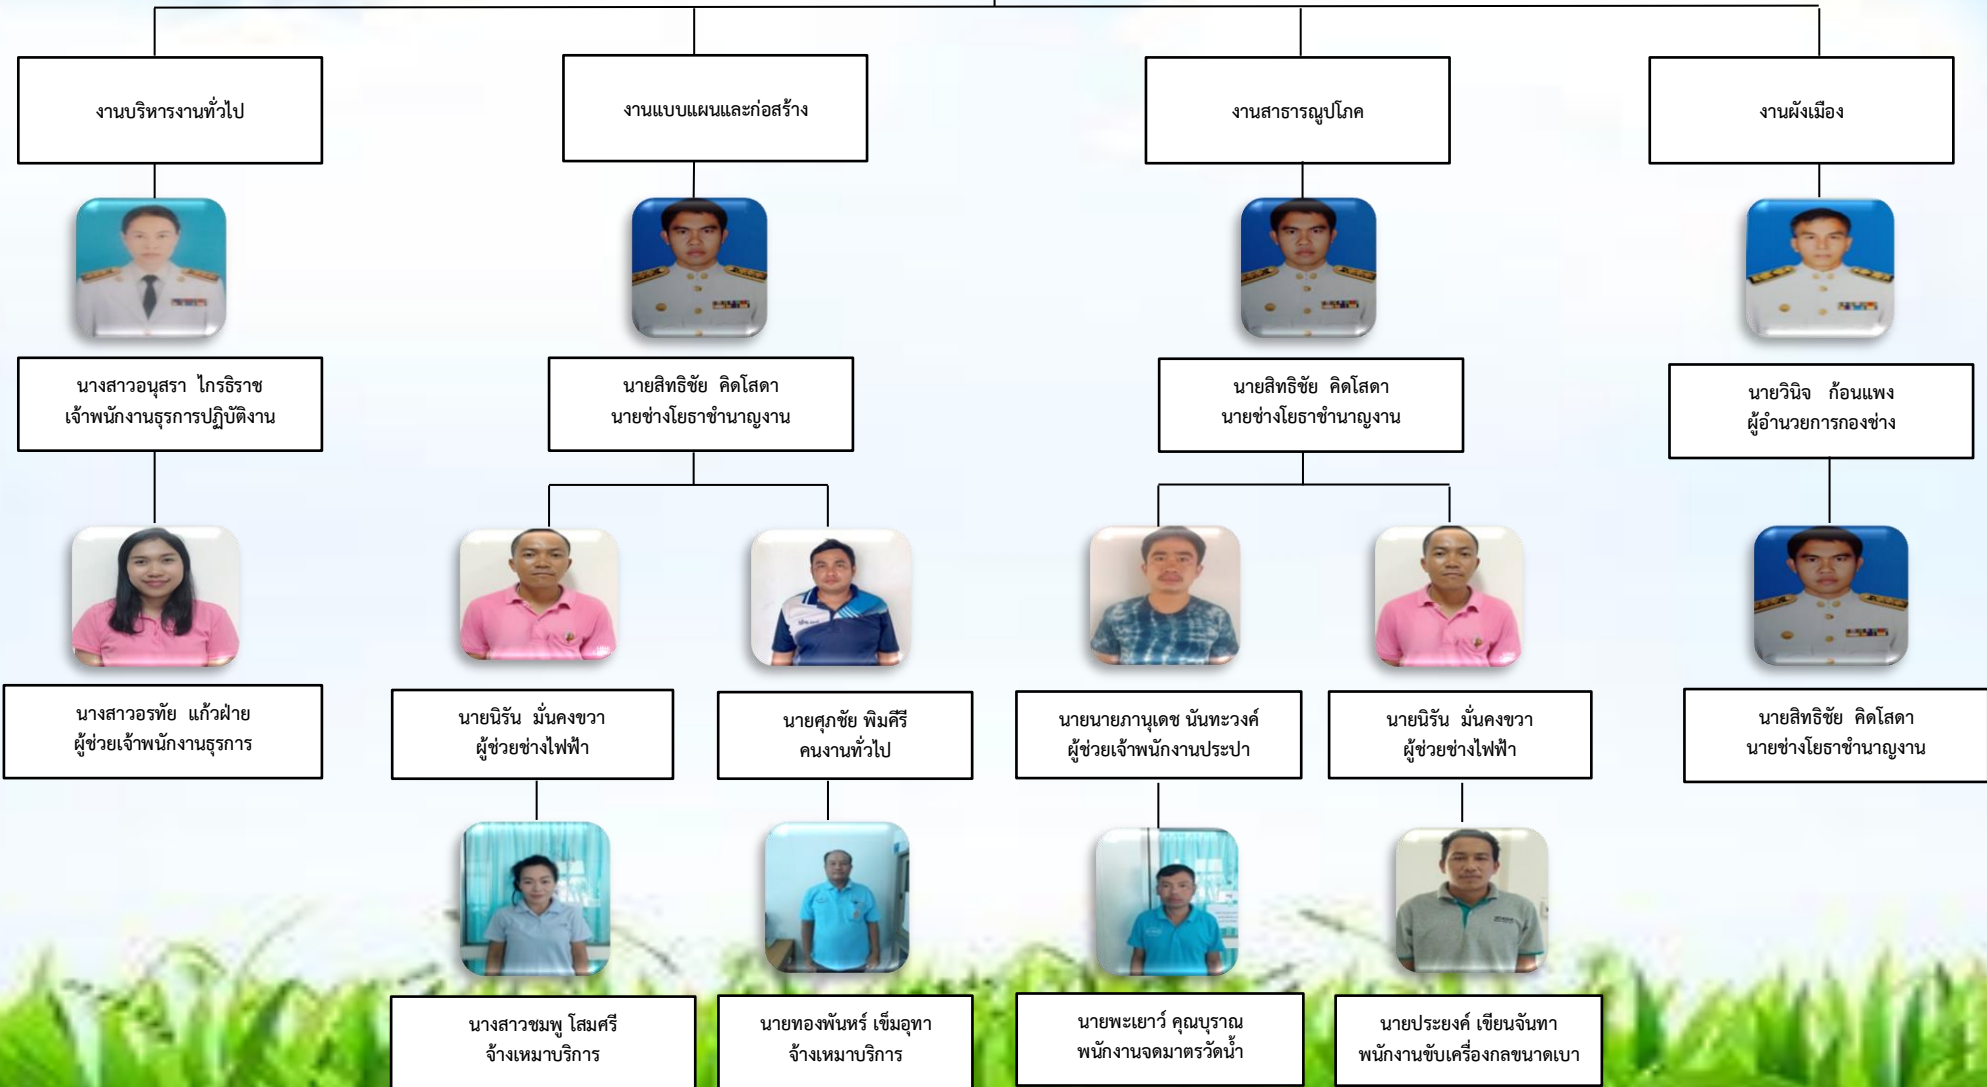 งานบริหารงานทั่วไป
งานแบบแผนและก่อสร้าง
งานสาธารณูปโภค
งานผังเมือง
นางสาวอนุสรา ไกรธิราช
เจ้าพนักงานธุรการปฏิบัติงาน
นายสิทธิชัย คิดโสดา
นายช่างโยธาชำนาญงาน
นายสิทธิชัย คิดโสดา
นายช่างโยธาชำนาญงาน
นายวินิจ ก้อนแพง
ผู้อำนวยการกองช่าง
นางสาวอรทัย แก้วฝ่าย
ผู้ช่วยเจ้าพนักงานธุรการ
นายนิรัน มั่นคงขวา
ผู้ช่วยช่างไฟฟ้า
นายศุภชัย พิมคีรี
คนงานทั่วไป
นายนายภานุเดช นันทะวงค์
ผู้ช่วยเจ้าพนักงานประปา
นายนิรัน มั่นคงขวา
ผู้ช่วยช่างไฟฟ้า
นายสิทธิชัย คิดโสดา
นายช่างโยธาชำนาญงาน
นางสาวชมพู โสมศรี
จ้างเหมาบริการ
นายทองพันหร์ เข็มอุทา
จ้างเหมาบริการ
นายพะเยาว์ คุณบุราณ
พนักงานจดมาตรวัดน้ำ
นายประยงค์ เขียนจันทา
พนักงานขับเครื่องกลขนาดเบา